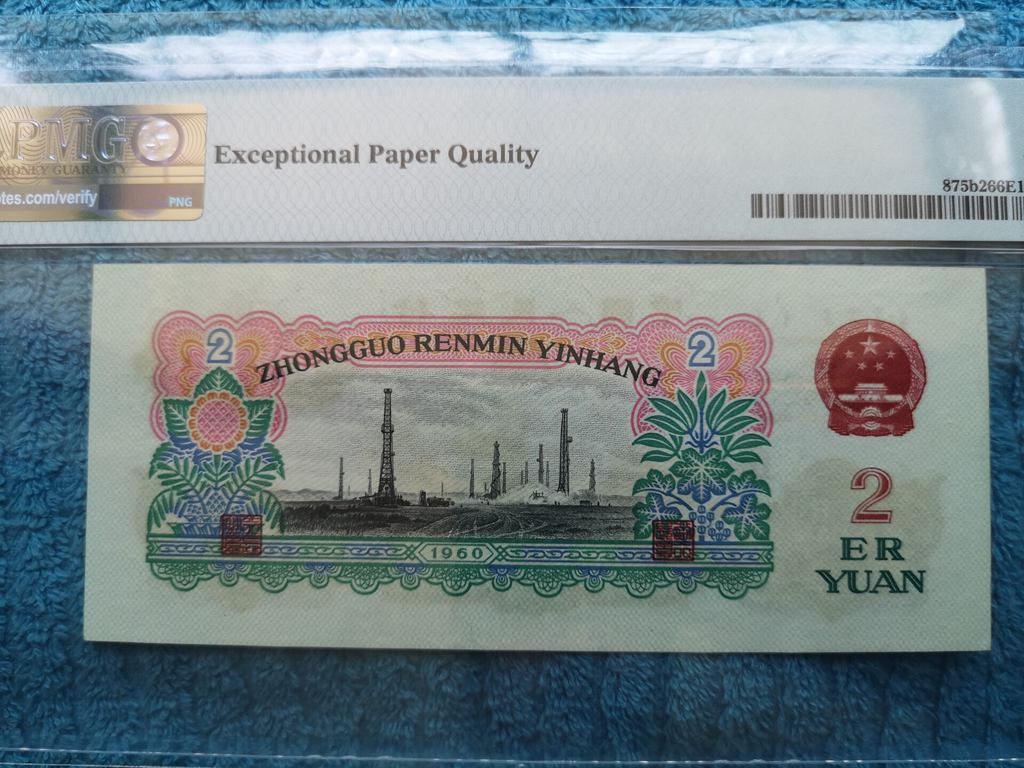 PMG
MONEY GUARANTY
tes.com/verify
PNG
Exceptional Paper Quality
875b266E1
2
ZHONGGUO RENMIN YINHANG
2
1960
2
ER
YUAN